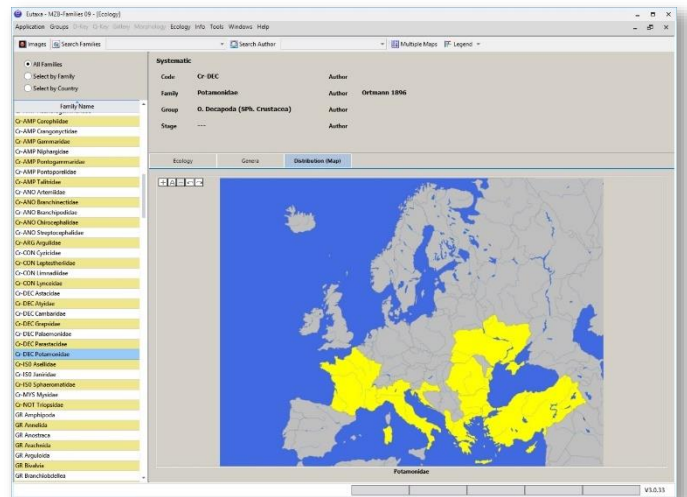 Eutaxa - MZB-Families 09 - [Ecology]
Application Groups D-Key G-Key GrKey Morphology Ecology Info Tools Windows Help
Images Search Families Search Author Multiple Maps Legend
All Families
Select by Family
Select by Country
Family Name
Cr-AMP Corophiidae
Cr-AMP Crangonyctidae
Cr-AMP Gammaridae
Cr-AMP Niphargidae
Cr-AMP Pontogammaridae
Cr-AMP Pontoporeiidae
Cr-AMP Talitridae
Cr-ANO Artemiidae
Cr-ANO Branchinectidae
Cr-ANO Branchipodidae
Cr-ANO Chirocephalidae
Cr-ANO Streptocephalidae
Cr-ARG Argulidae
Cr-CON Cyzicidae
Cr-CON Leptestheriidae
Cr-CON Limnadiidae
Cr-CON Lynceidae
Cr-DEC Astacidae
Cr-DEC Atyidae
Cr-DEC Cambaridae
Cr-DEC Grapsidae
Cr-DEC Palaemonidae
Cr-DEC Parastacidae
Cr-DEC Potamonidae
Cr-ISO Asellidae
Cr-ISO Janiridae
Cr-ISO Sphaeromatidae
Cr-MYS Mysidae
Cr-NOT Triopsidae
GR Amphipoda
GR Annelida
GR Anostraca
GR Arachnida
GR Arguloida
GR Bivalvia
GR Branchiobdellea
Systematic
Code Cr-DEC Author
Family Potamonidae Author Ortmann 1896
Group O. Decapoda (SPh. Crustacea) Author
Stage --- Author
Ecology Genera Distribution (Map)
Potamonidae
V3.0.33